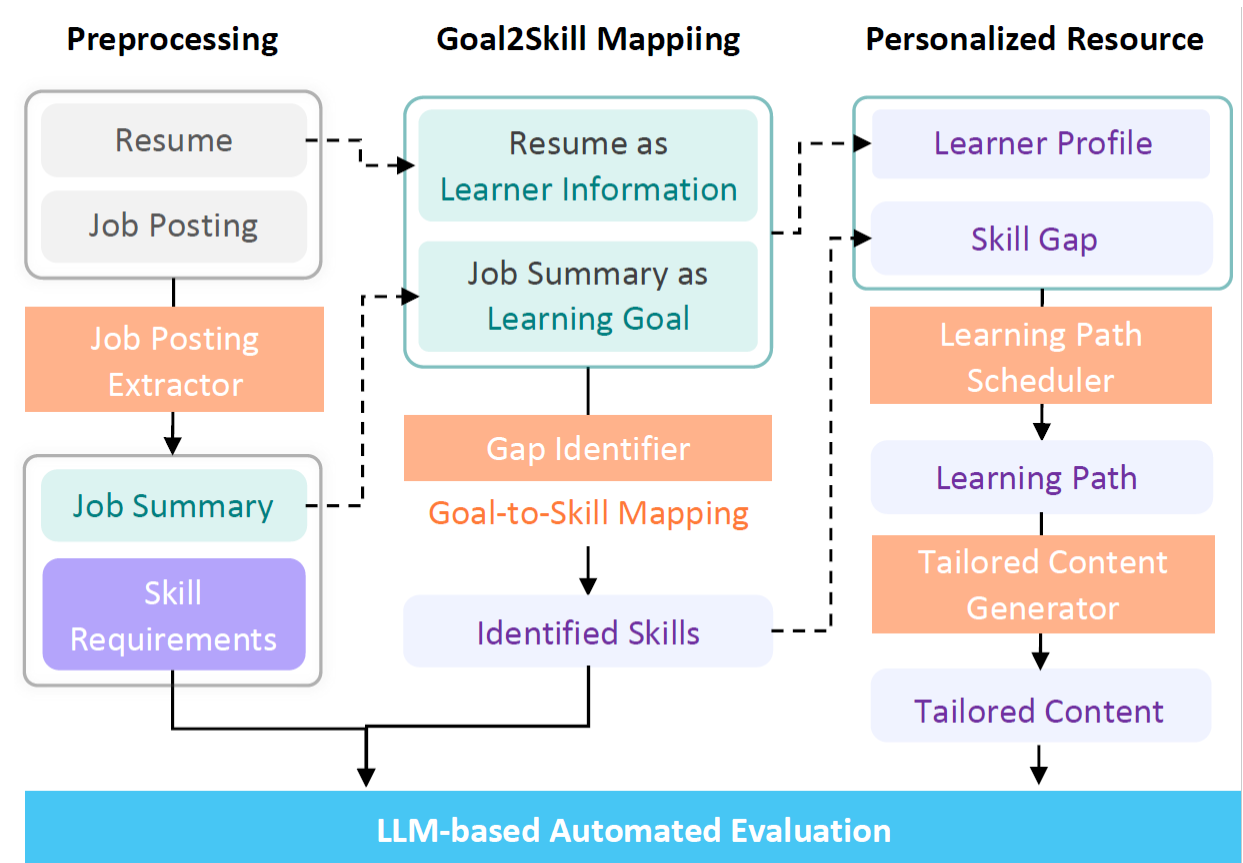 Preprocessing
Resume
Job Posting
Job Posting
Extractor
Job Summary
Skill
Requirements
Goal2Skill Mappiing
Resume as
Learner Information
Job Summary as
Learning Goal
Gap Identifier
Goal-to-Skill Mapping
Identified Skills
Personalized Resource
Learner Profile
Skill Gap
Learning Path
Scheduler
Learning Path
Tailored Content
Generator
Tailored Content
LLM-based Automated Evaluation